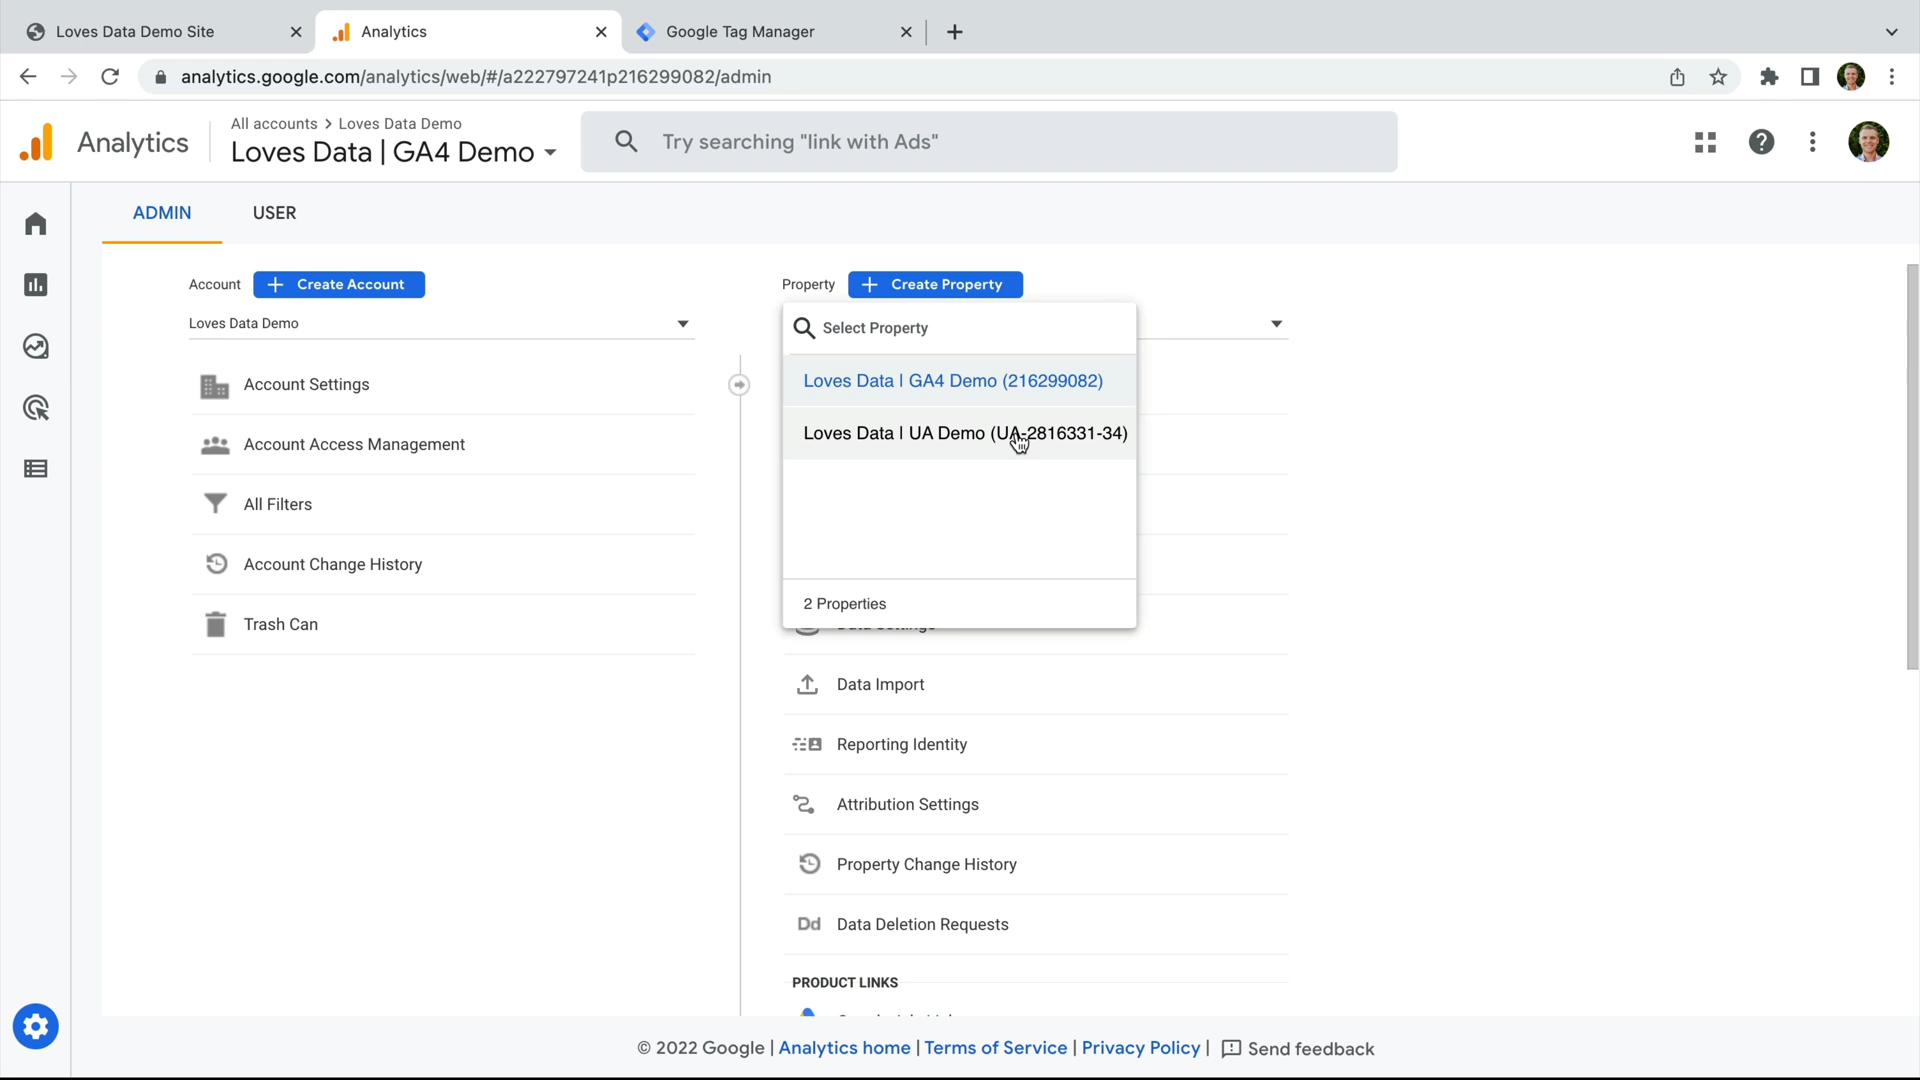 Loves Data Demo Site
Analytics
Google Tag Manager
analytics.google.com/analytics/web/#/a222797241p216299082/admin
Analytics
All accounts > Loves Data Demo
Loves Data | GA4 Demo
Try searching "link with Ads"
ADMIN
USER
Account
Create Account
Loves Data Demo
Account Settings
Account Access Management
All Filters
Account Change History
Trash Can
Property
Create Property
Select Property
Loves Data | GA4 Demo (216299082)
Loves Data | UA Demo (UA-2816331-34)
2 Properties
Data Import
Reporting Identity
Attribution Settings
Property Change History
Dd Data Deletion Requests
PRODUCT LINKS
© 2022 Google | Analytics home | Terms of Service | Privacy Policy | Send feedback